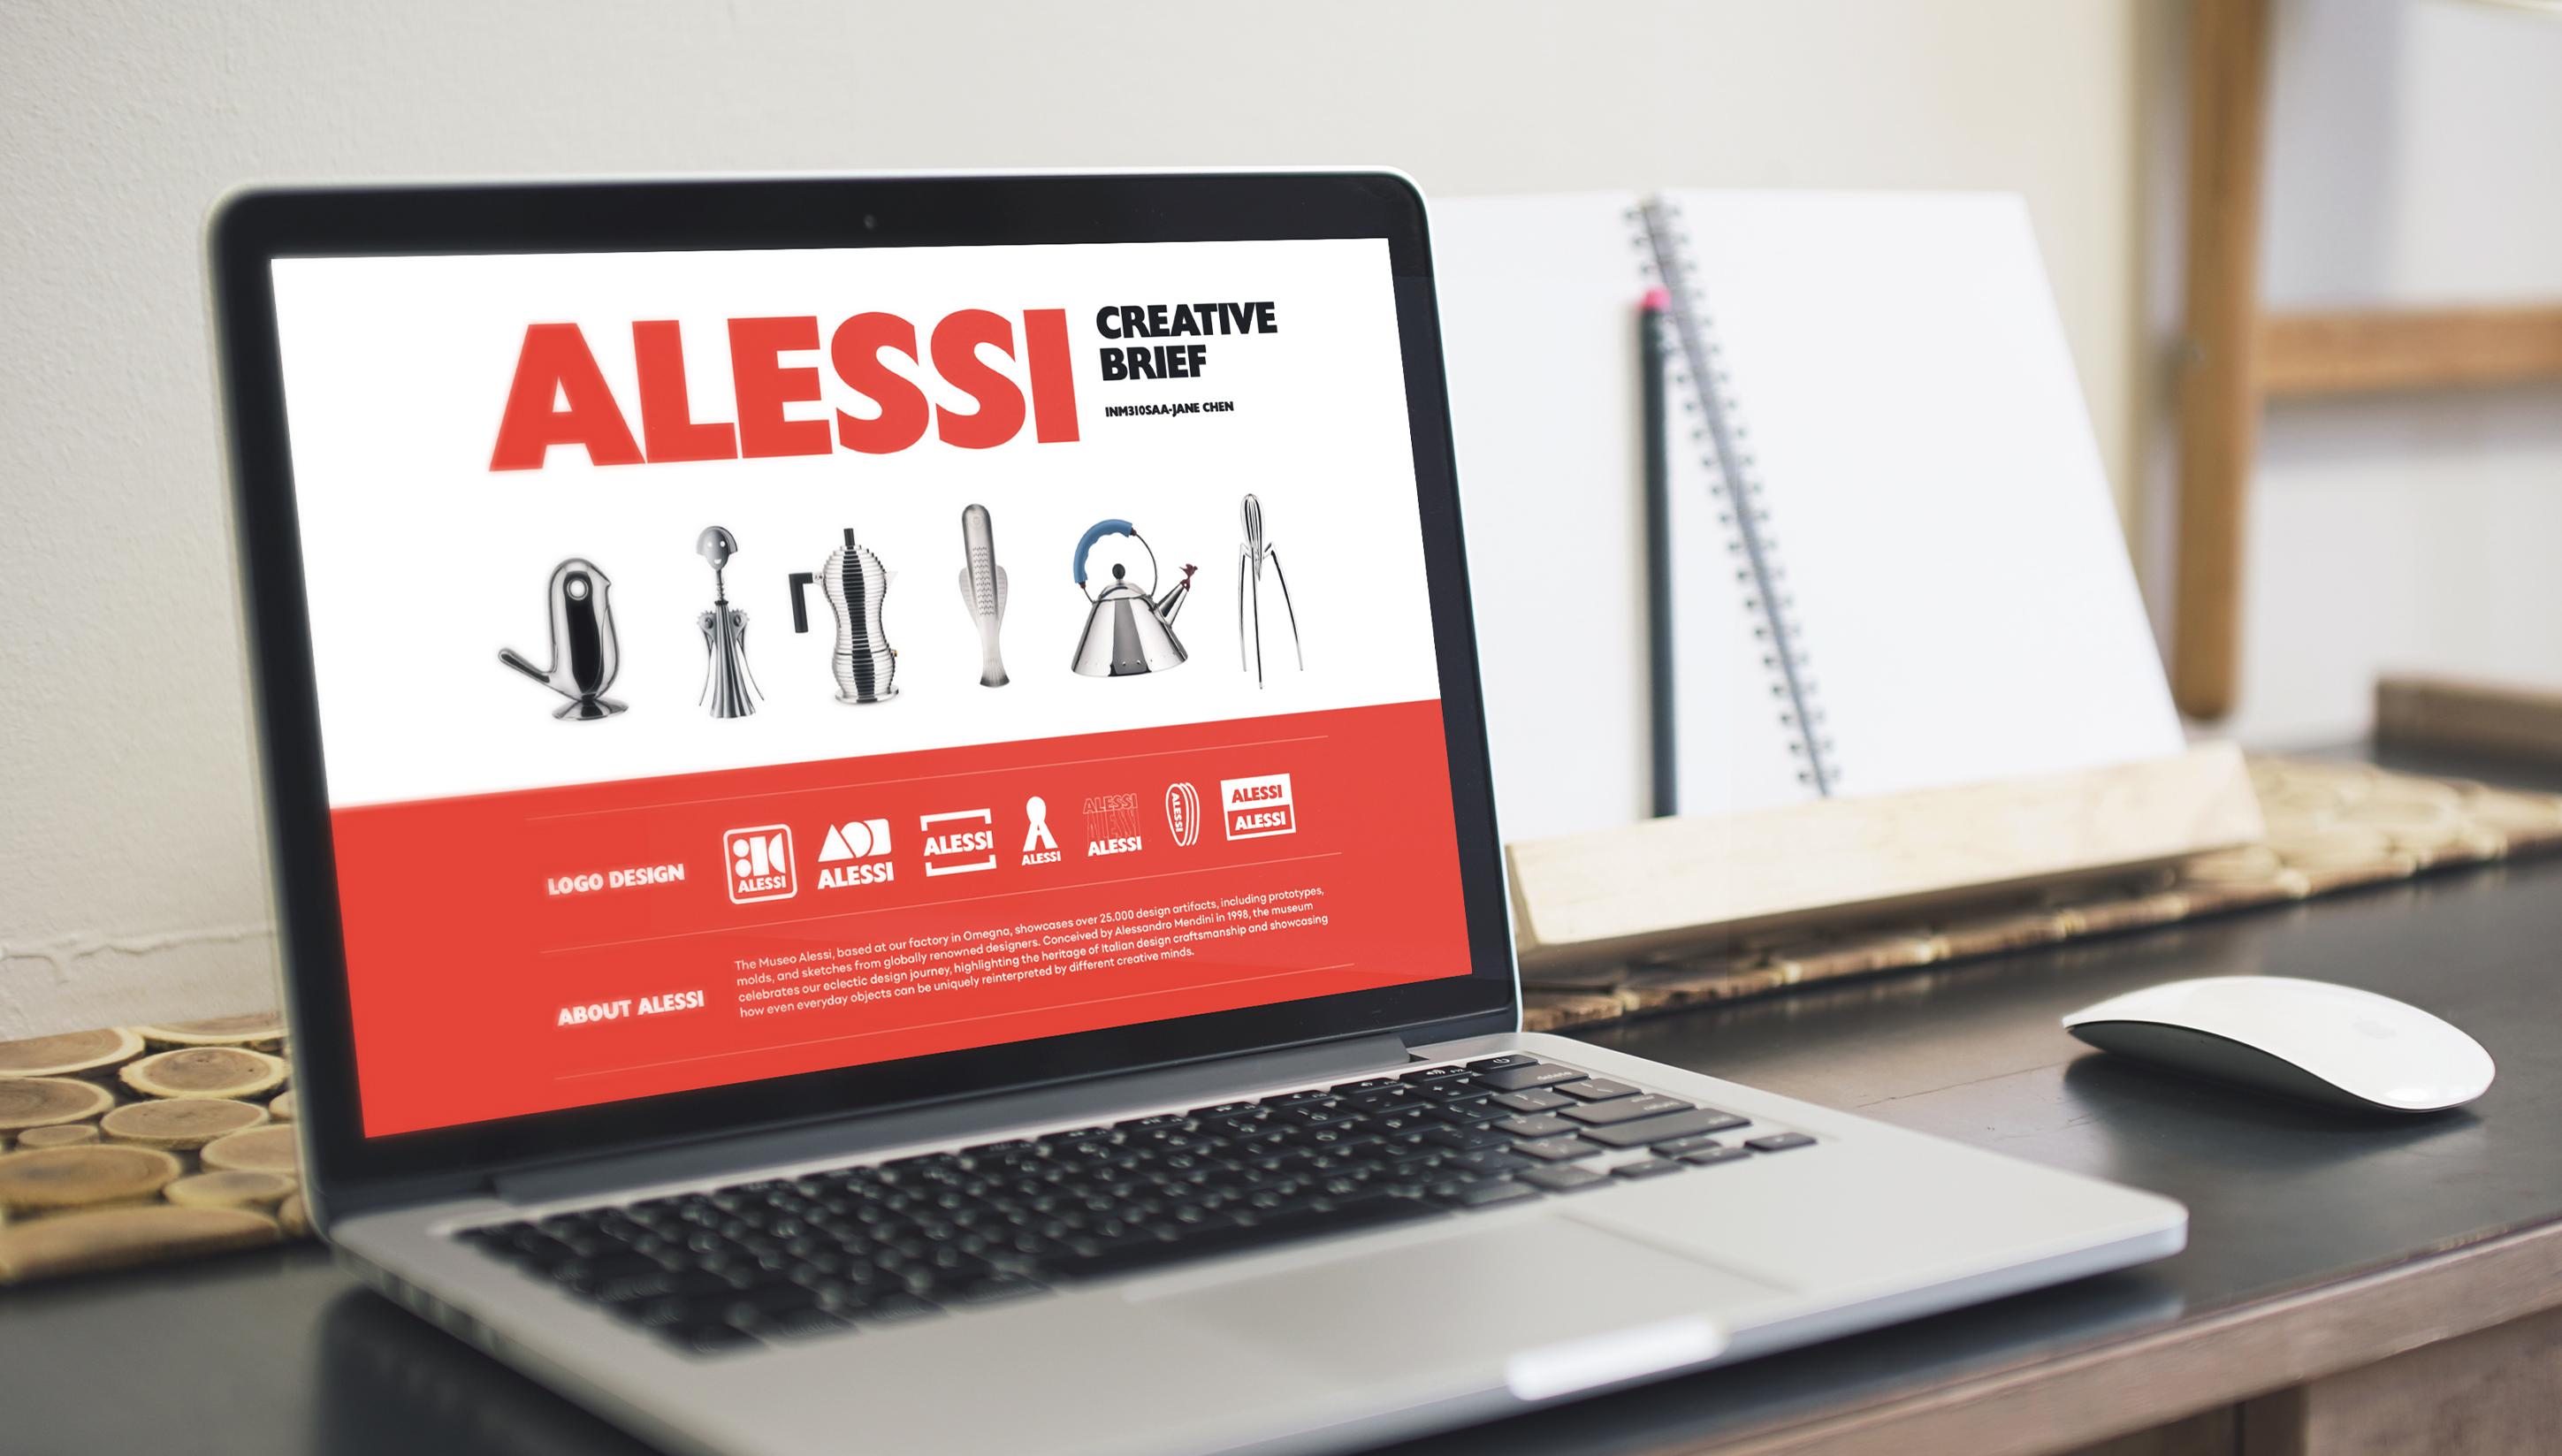 ALESSI
CREATIVE
BRIEF
INM310SAA-JANE CHEN
LOGO DESIGN
ALESSI
ALESSI
ALESSI
ALESSI
ALESSI
ALESSI
ALESSI
ALESSI
ALESSI
ALESSI
ABOUT ALESSI
The Museo Alessi, based at our factory in Omegna, showcases over 25.000 design artifacts, including prototypes,
molds, and sketches from globally renowned designers. Conceived by Alessandro Mendini in 1998, the museum
celebrates our eclectic design journey, highlighting the heritage of Italian design craftsmanship and showcasing
how even everyday objects can be uniquely reinterpreted by different creative minds.
delete